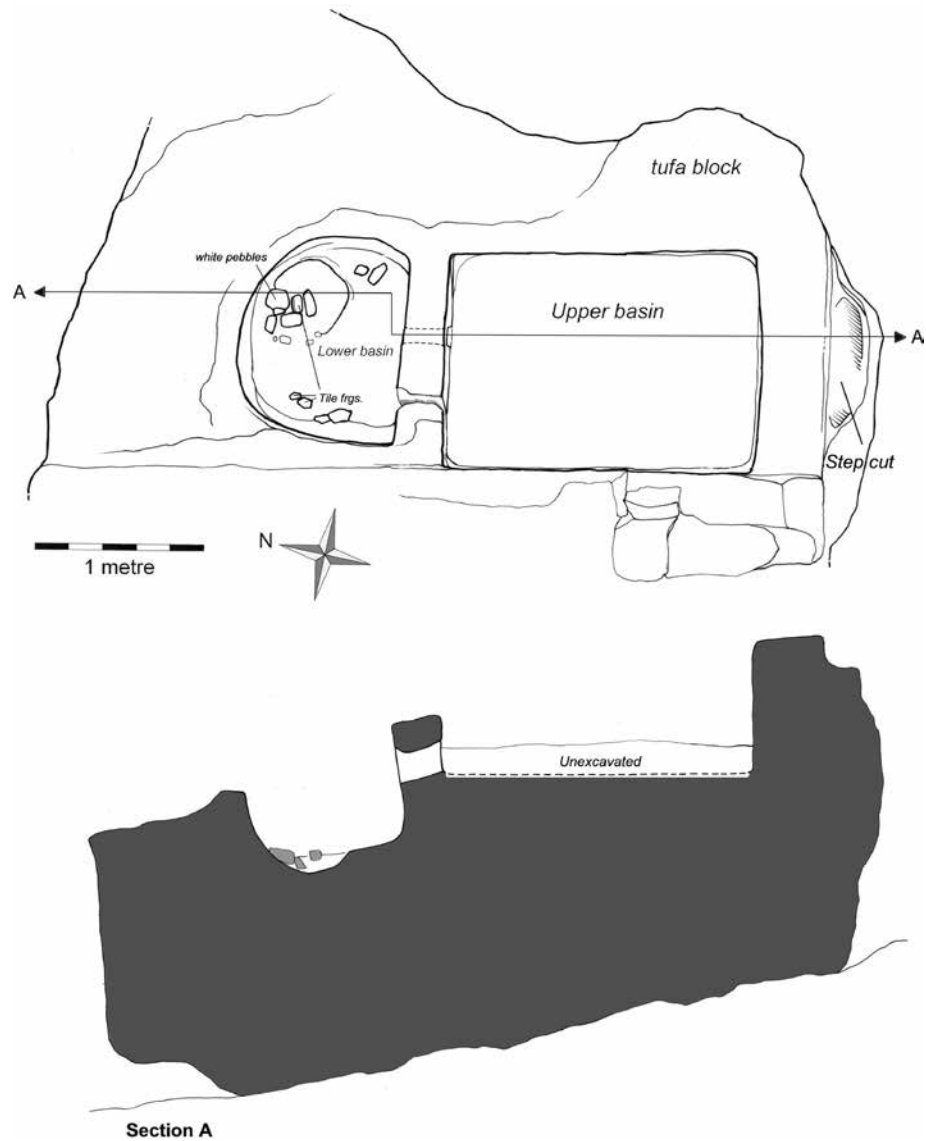 tufa block
white pebbles
A
Upper basin
Lower basin
A
Tile frgs.
Step cut
N
1 metre
Unexcavated
Section A